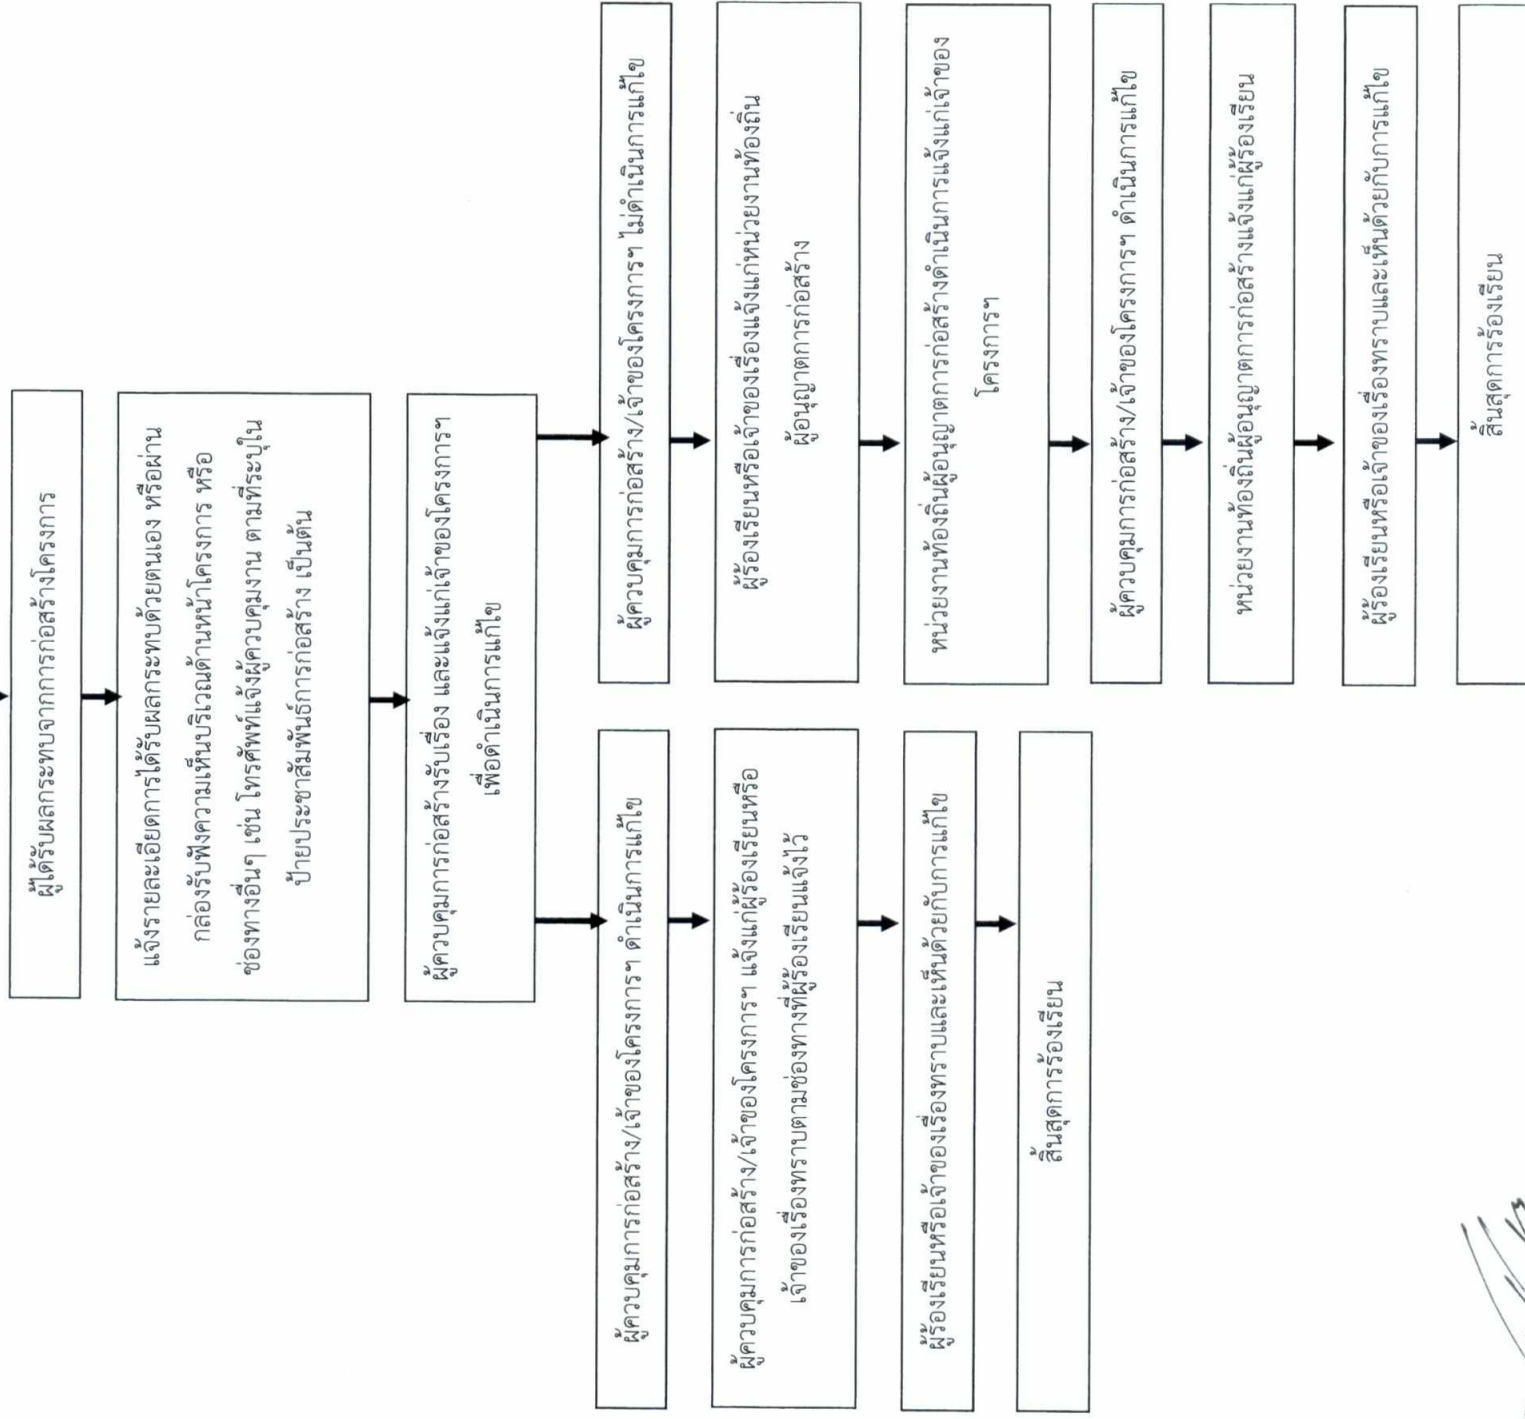 ผู้ได้รับผลกระทบจากการก่อสร้างโครงการ
แจ้งรายละเอียดการได้รับผลกระทบด้วยตนเอง หรือผ่าน
กล่องรับฟังความเห็นบริเวณด้านหน้าโครงการ หรือ
ช่องทางอื่นๆ เช่น โทรศัพท์แจ้งผู้ควบคุมงาน ตามที่ระบุใน
ป้ายประชาสัมพันธ์การก่อสร้าง เป็นต้น
ผู้ควบคุมการก่อสร้างรับเรื่อง และแจ้งแก่เจ้าของโครงการฯ
เพื่อดำเนินการแก้ไข
ผู้ควบคุมการก่อสร้าง/เจ้าของโครงการฯ ดำเนินการแก้ไข
ผู้ควบคุมการก่อสร้าง/เจ้าของโครงการฯ แจ้งแก่ผู้ร้องเรียนหรือ
เจ้าของเรื่องทราบตามช่องทางที่ผู้ร้องเรียนแจ้งไว้
ผู้ร้องเรียนหรือเจ้าของเรื่องทราบและเห็นด้วยกับการแก้ไข
สิ้นสุดการร้องเรียน
ผู้ควบคุมการก่อสร้าง/เจ้าของโครงการฯ ไม่ดำเนินการแก้ไข
ผู้ร้องเรียนหรือเจ้าของเรื่องแจ้งแก่หน่วยงานท้องถิ่น
ผู้อนุญาตการก่อสร้าง
หน่วยงานท้องถิ่นผู้อนุญาตการก่อสร้างดำเนินการแจ้งแก่เจ้าของ
โครงการฯ
ผู้ควบคุมการก่อสร้าง/เจ้าของโครงการฯ ดำเนินการแก้ไข
หน่วยงานท้องถิ่นผู้อนุญาตการก่อสร้างแจ้งแก่ผู้ร้องเรียน
ผู้ร้องเรียนหรือเจ้าของเรื่องทราบและเห็นด้วยกับการแก้ไข
สิ้นสุดการร้องเรียน